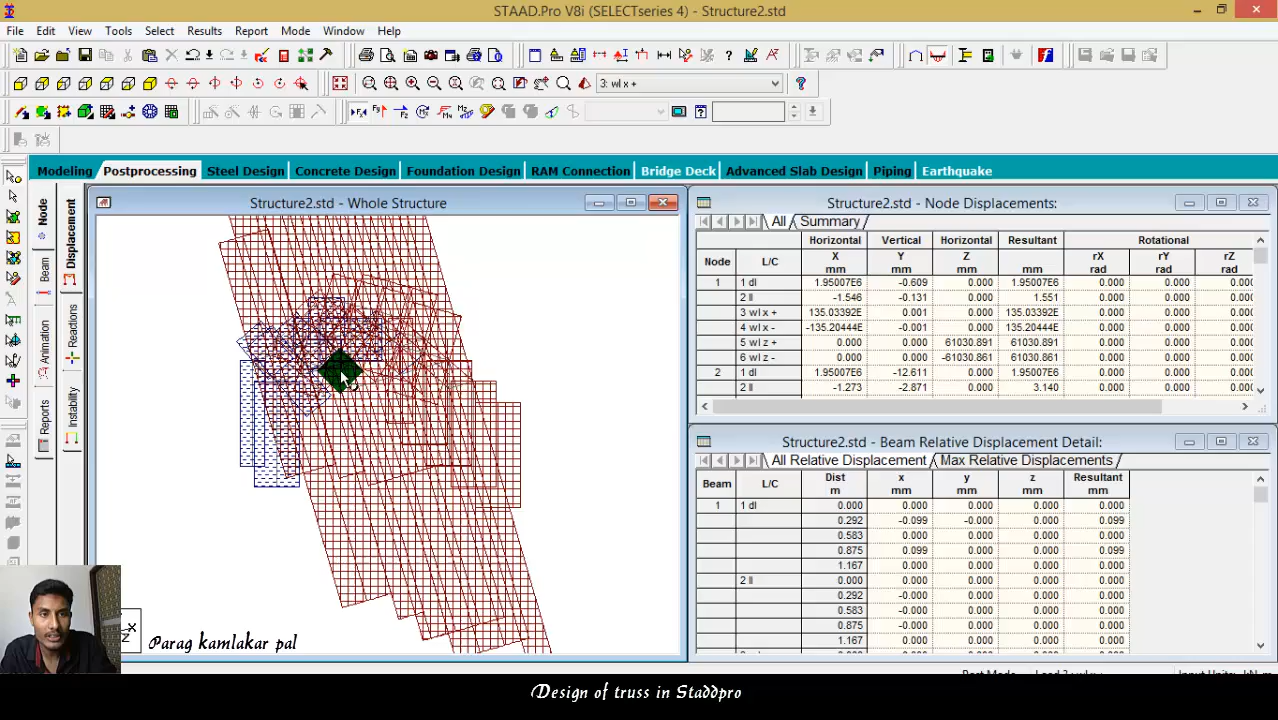 STAAD.Pro V8i (SELECTseries 4) - Structure2.std
File Edit View Tools Select Results Report Mode Window Help
3: wl x +
Modeling Postprocessing Steel Design Concrete Design Foundation Design RAM Connection Bridge Deck Advanced Slab Design Piping Earthquake
Node Beam Animation Reports
Displacement Reactions Instability
Structure2.std - Whole Structure
Parag kamlakar pal
Structure2.std - Node Displacements:
All Summary
Horizontal Vertical Horizontal Resultant Rotational
Node L/C X mm Y mm Z mm mm rX rad rY rad rZ rad
1 1 dl 1.95007E6 -0.609 0.000 1.95007E6 0.000 0.000 0.000
2 ll -1.546 -0.131 0.000 1.551 0.000 0.000 0.000
3 wl x + 135.03392E 0.001 0.000 135.03392E 0.000 0.000 0.000
4 wl x - -135.20444E -0.001 0.000 135.20444E 0.000 0.000 0.000
5 wl z + 0.000 0.000 61030.891 61030.891 0.000 0.000 0.000
6 wl z - 0.000 0.000 -61030.861 61030.861 0.000 0.000 0.000
2 1 dl 1.95007E6 -12.611 0.000 1.95007E6 0.000 0.000 0.000
2 ll -1.273 -2.871 0.000 3.140 0.000 0.000 0.000
Structure2.std - Beam Relative Displacement Detail:
All Relative Displacement Max Relative Displacements
Beam L/C Dist m x mm y mm z mm Resultant mm
1 1 dl 0.000 0.000 0.000 0.000 0.000
0.292 -0.099 -0.000 0.000 0.099
0.583 0.000 0.000 0.000 0.000
0.875 0.099 0.000 0.000 0.099
1.167 0.000 0.000 0.000 0.000
2 ll 0.000 0.000 0.000 0.000 0.000
0.292 -0.000 0.000 0.000 0.000
0.583 -0.000 0.000 0.000 0.000
0.875 -0.000 0.000 0.000 0.000
1.167 0.000 0.000 0.000 0.000
Design of truss in Staddpro